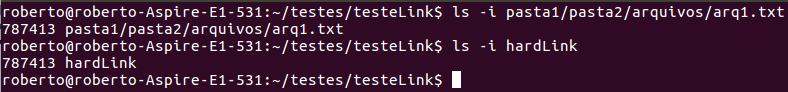 roberto@roberto-Aspire-E1-531:~/testes/testeLink$ ls -i pasta1/pasta2/arquivos/arq1.txt
787413 pasta1/pasta2/arquivos/arq1.txt
roberto@roberto-Aspire-E1-531:~/testes/testeLink$ ls -i hardLink
787413 hardLink
roberto@roberto-Aspire-E1-531:~/testes/testeLink$